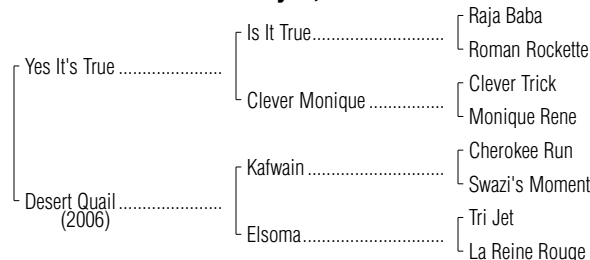 Raja Baba
Is It True
Roman Rockette
Yes It's True
Clever Trick
Clever Monique
Monique Rene
Cherokee Run
Kafwain
Swazi's Moment
Desert Quail
(2006)
Tri Jet
Elsoma
La Reine Rouge